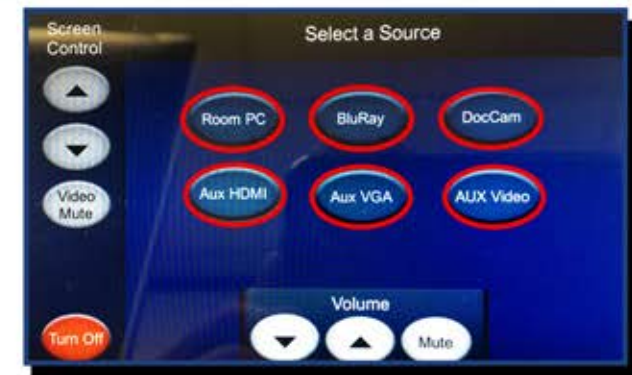 Screen
Control
Select a Source
Room PC
BluRay
DocCam
Aux HDMI
Aux VGA
AUX Video
Video
Mute
Volume
Turn Off
Mute